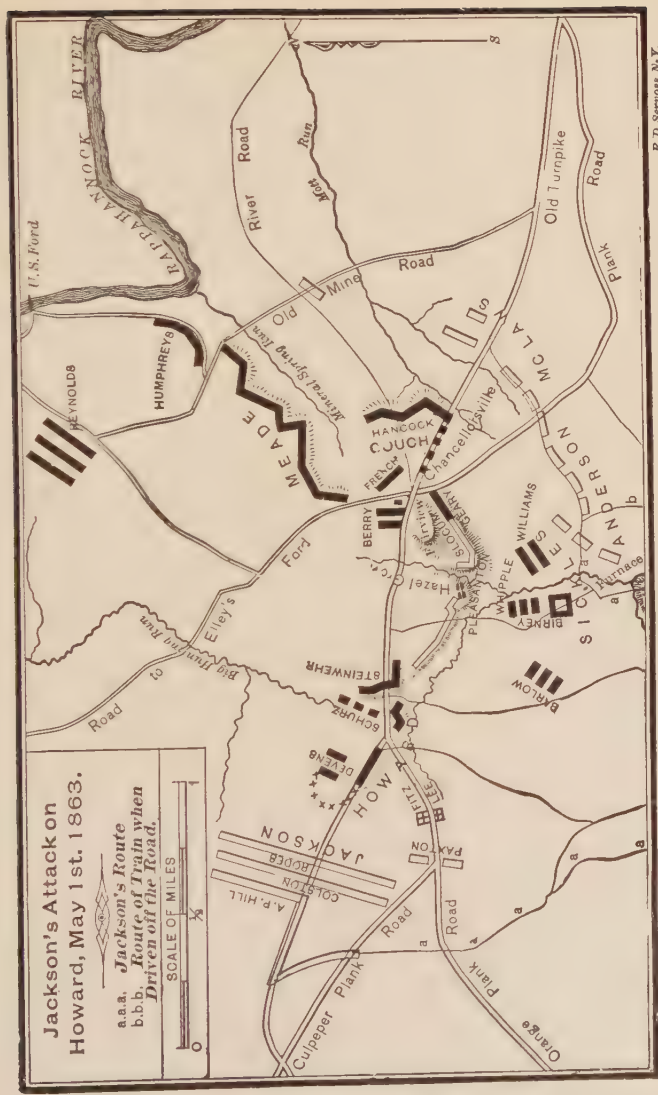 Jackson's Attack on
Howard, May 1st. 1863.
a.a.a. Jackson's Route
b.b.b. Route of Train when
Driven off the Road.
SCALE OF MILES
0 ½ 1
U.S. Ford
RAPPAHANNOCK RIVER
REYNOLDS
HUMPHREYS
MEADE
Mineral Spring Run
Old Mine Road
River Road
Mott Run
N
S
Road to Elley's Ford
Big Hunting Run
HANCOCK
COUCH
FRENCH
BERRY
Chancellorsville
Old Turnpike
Plank Road
MCLAWS
ANDERSON
Fairview
SLOCUM
GEARY
Hazel Grove
PLEASANTON
WILLIAMS
WHIPPLE
BIRNEY
SICKLES
BARLOW
Furnace
a
a
b
STEINWEHR
SCHURZ
DEVENS
HOWARD
JACKSON
RODES
COLSTON
A.P. HILL
FITZ LEE
PAXTON
Culpeper Plank Road
Orange Plank Road
a
a
a
a
R.D. Servoss, N.Y.